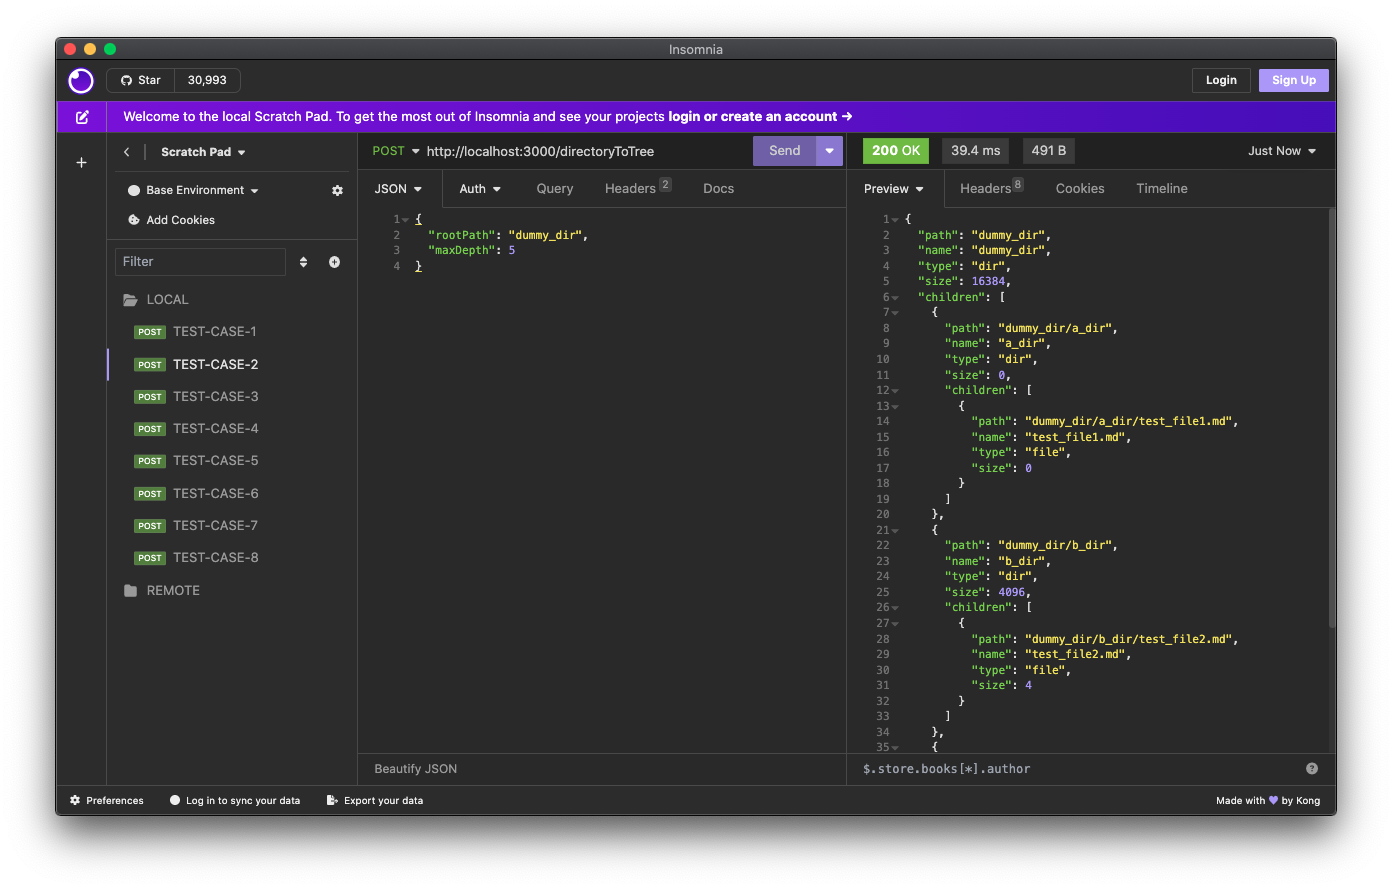 Insomnia
Star 30,993
Login Sign Up
Welcome to the local Scratch Pad. To get the most out of Insomnia and see your projects login or create an account →
Scratch Pad
Base Environment
Add Cookies
Filter
LOCAL
POST TEST-CASE-1
POST TEST-CASE-2
POST TEST-CASE-3
POST TEST-CASE-4
POST TEST-CASE-5
POST TEST-CASE-6
POST TEST-CASE-7
POST TEST-CASE-8
REMOTE
POST http://localhost:3000/directoryToTree Send
JSON Auth Query Headers 2 Docs
1 {
2 "rootPath": "dummy_dir",
3 "maxDepth": 5
4 }
Beautify JSON
200 OK 39.4 ms 491 B Just Now
Preview Headers 8 Cookies Timeline
1 {
2 "path": "dummy_dir",
3 "name": "dummy_dir",
4 "type": "dir",
5 "size": 16384,
6 "children": [
7 {
8 "path": "dummy_dir/a_dir",
9 "name": "a_dir",
10 "type": "dir",
11 "size": 0,
12 "children": [
13 {
14 "path": "dummy_dir/a_dir/test_file1.md",
15 "name": "test_file1.md",
16 "type": "file",
17 "size": 0
18 }
19 ]
20 },
21 {
22 "path": "dummy_dir/b_dir",
23 "name": "b_dir",
24 "type": "dir",
25 "size": 4096,
26 "children": [
27 {
28 "path": "dummy_dir/b_dir/test_file2.md",
29 "name": "test_file2.md",
30 "type": "file",
31 "size": 4
32 }
33 ]
34 },
35 {
$.store.books[*].author
Preferences Log in to sync your data Export your data Made with 💜 by Kong